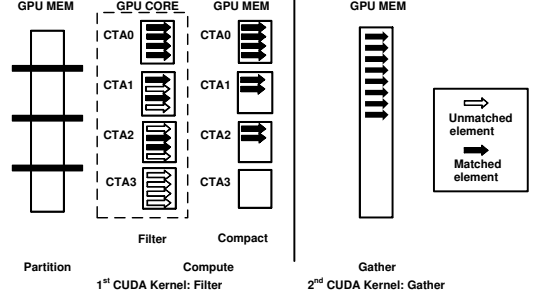 GPU MEM GPU CORE GPU MEM GPU MEM
CTA0 CTA0
CTA1 CTA1
CTA2 CTA2
CTA3 CTA3
Unmatched
element
Matched
element
Filter Compact
Partition Compute Gather
1st CUDA Kernel: Filter 2nd CUDA Kernel: Gather